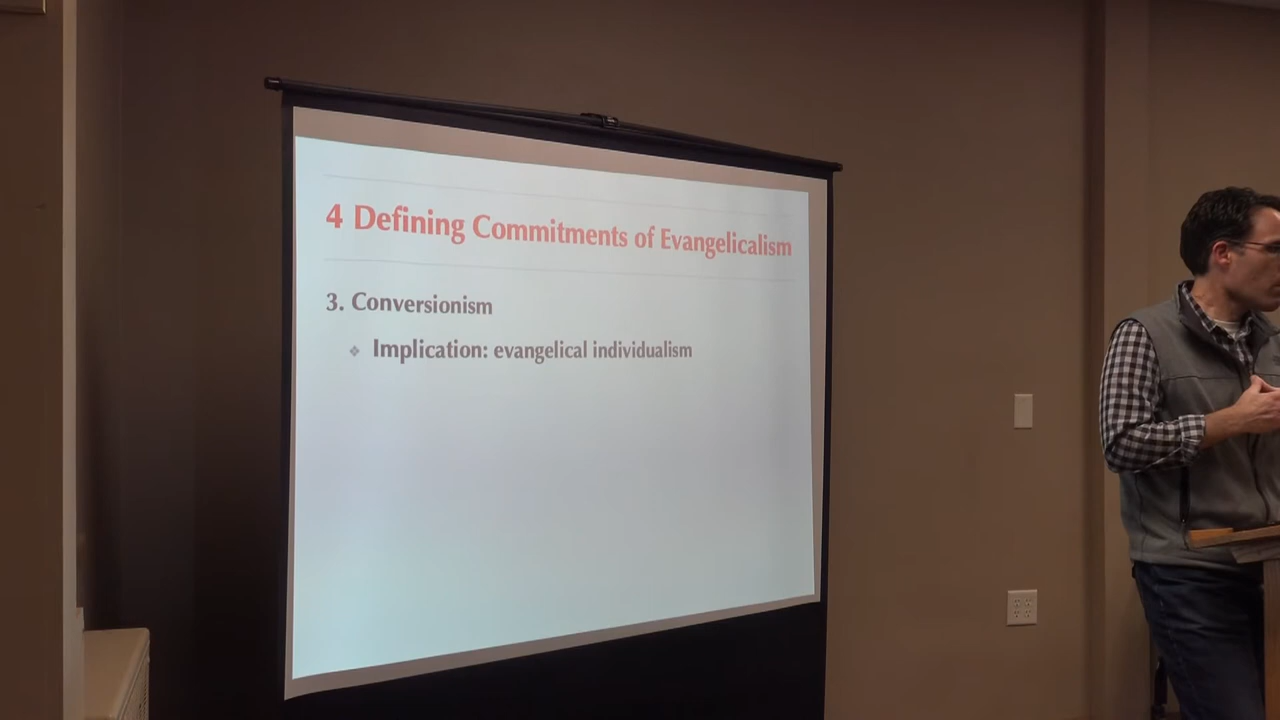 4 Defining Commitments of Evangelicalism
3. Conversionism
❖ Implication: evangelical individualism